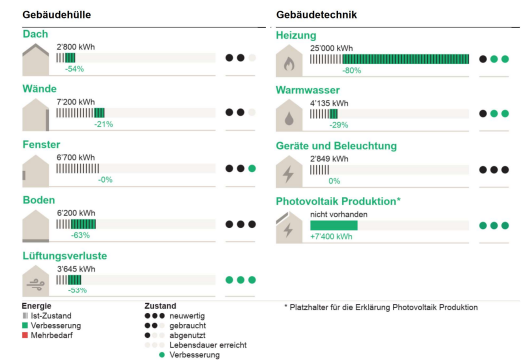 Gebäudehülle
Dach
2'800 kWh
-54%
Wände
7'200 kWh
-21%
Fenster
6'700 kWh
-0%
Boden
6'200 kWh
-63%
Lüftungsverluste
3'645 kWh
-53%
Gebäudetechnik
Heizung
25'000 kWh
-80%
Warmwasser
4'135 kWh
-29%
Geräte und Beleuchtung
2'849 kWh
0%
Photovoltaik Produktion*
nicht vorhanden
+7'400 kWh
Energie
Ist-Zustand
Verbesserung
Mehrbedarf
Zustand
neuwertig
gebraucht
abgenutzt
Lebensdauer erreicht
Verbesserung
* Platzhalter für die Erklärung Photovoltaik Produktion